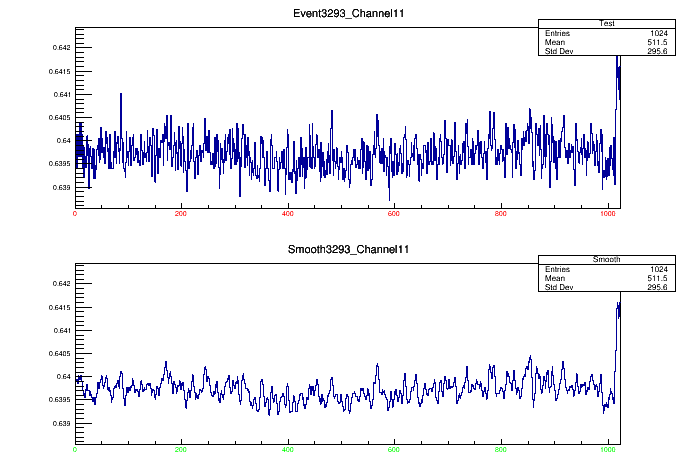 Event3293_Channel11
Test
Entries 1024
Mean 511.5
Std Dev 295.6
0.642
0.6415
0.641
0.6405
0.64
0.6395
0.639
0 200 400 600 800 1000
Smooth3293_Channel11
Smooth
Entries 1024
Mean 511.5
Std Dev 295.6
0.642
0.6415
0.641
0.6405
0.64
0.6395
0.639
0 200 400 600 800 1000